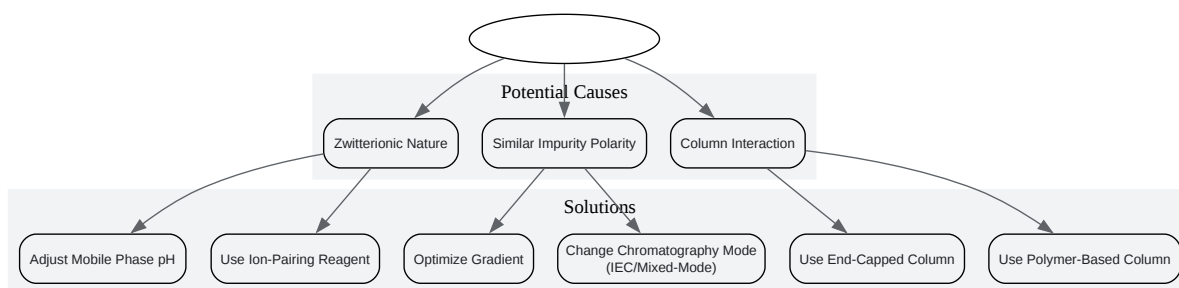 Potential Causes
Zwitterionic Nature
Similar Impurity Polarity
Column Interaction
Solutions
Adjust Mobile Phase pH
Use Ion-Pairing Reagent
Optimize Gradient
Change Chromatography Mode
(IEC/Mixed-Mode)
Use End-Capped Column
Use Polymer-Based Column